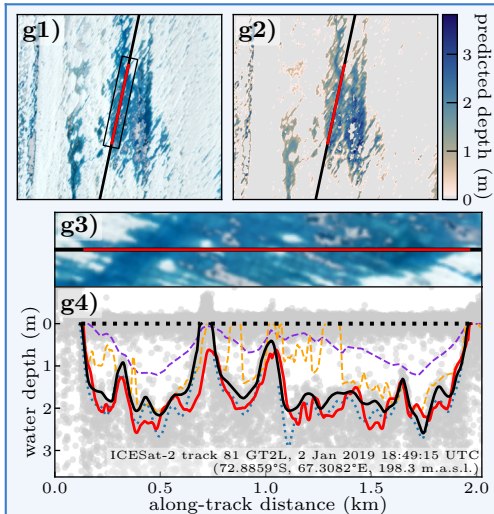 g1)
g2)
3
2
1
0
predicted depth (m)
g3)
g4)
0
1
2
3
water depth (m)
ICESat-2 track 81 GT2L, 2 Jan 2019 18:49:15 UTC
(72.8859°S, 67.3082°E, 198.3 m.a.s.l.)
0.0 0.5 1.0 1.5 2.0
along-track distance (km)